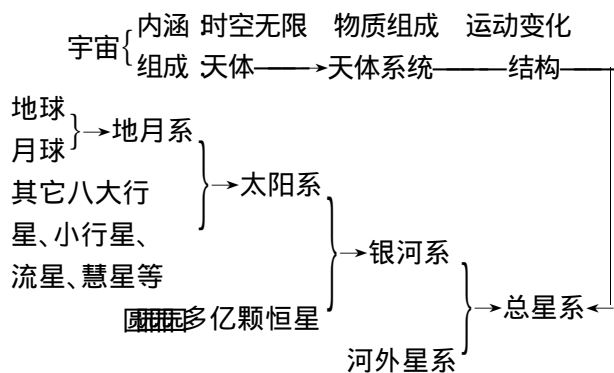 宇宙
内涵:时空无限 物质组成 运动变化
组成:天体 天体系统 结构
地球
月球
地月系
其它八大行
星、小行星、
流星、慧星等
太阳系
多亿颗恒星
银河系
河外星系
总星系